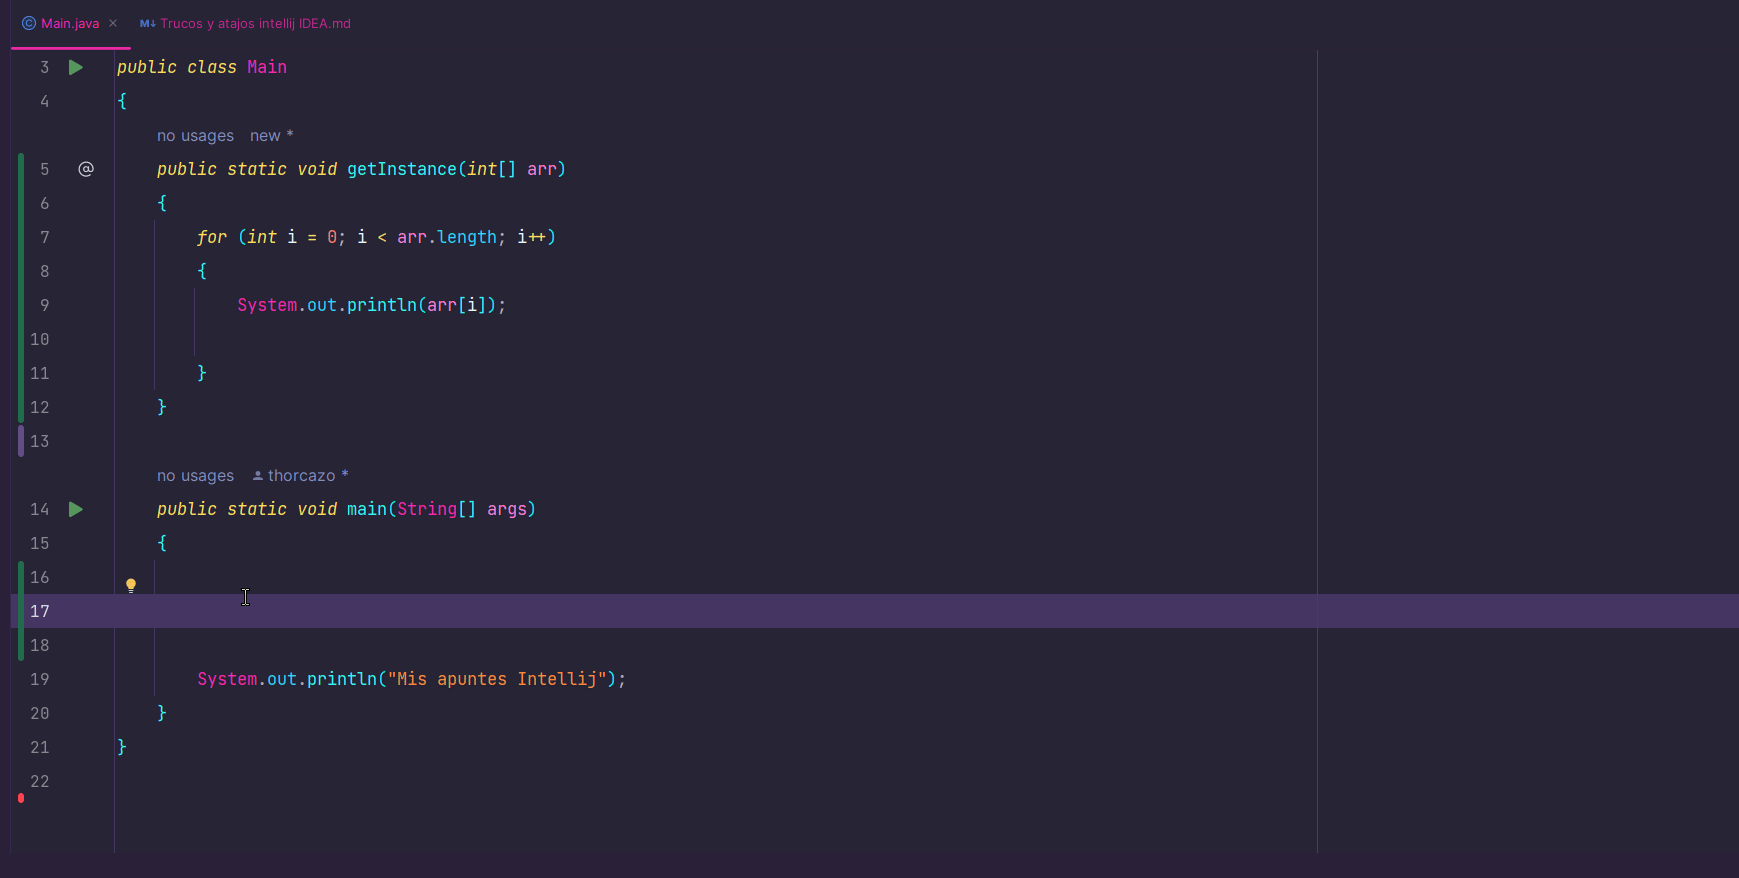 Main.java × M↓ Trucos y atajos intellij IDEA.md
3 public class Main
4 {
no usages new *
5 @ public static void getInstance(int[] arr)
6 {
7 for (int i = 0; i < arr.length; i++)
8 {
9 System.out.println(arr[i]);
10
11 }
12 }
13
no usages thorcazo *
14 public static void main(String[] args)
15 {
16
17
18
19 System.out.println("Mis apuntes Intellij");
20 }
21 }
22